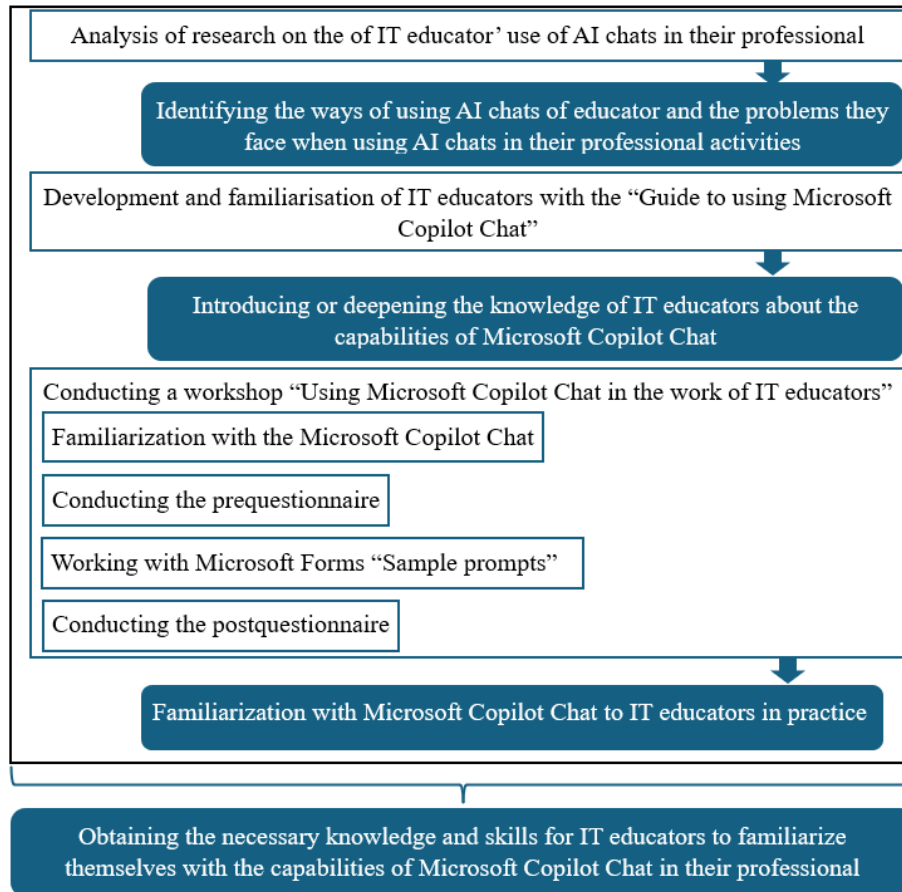 Analysis of research on the of IT educator’ use of AI chats in their professional
Identifying the ways of using AI chats of educator and the problems they
face when using AI chats in their professional activities
Development and familiarisation of IT educators with the “Guide to using Microsoft
Copilot Chat”
Introducing or deepening the knowledge of IT educators about the
capabilities of Microsoft Copilot Chat
Conducting a workshop “Using Microsoft Copilot Chat in the work of IT educators”
Familiarization with the Microsoft Copilot Chat
Conducting the prequestionnaire
Working with Microsoft Forms “Sample prompts”
Conducting the postquestionnaire
Familiarization with Microsoft Copilot Chat to IT educators in practice
Obtaining the necessary knowledge and skills for IT educators to familiarize
themselves with the capabilities of Microsoft Copilot Chat in their professional